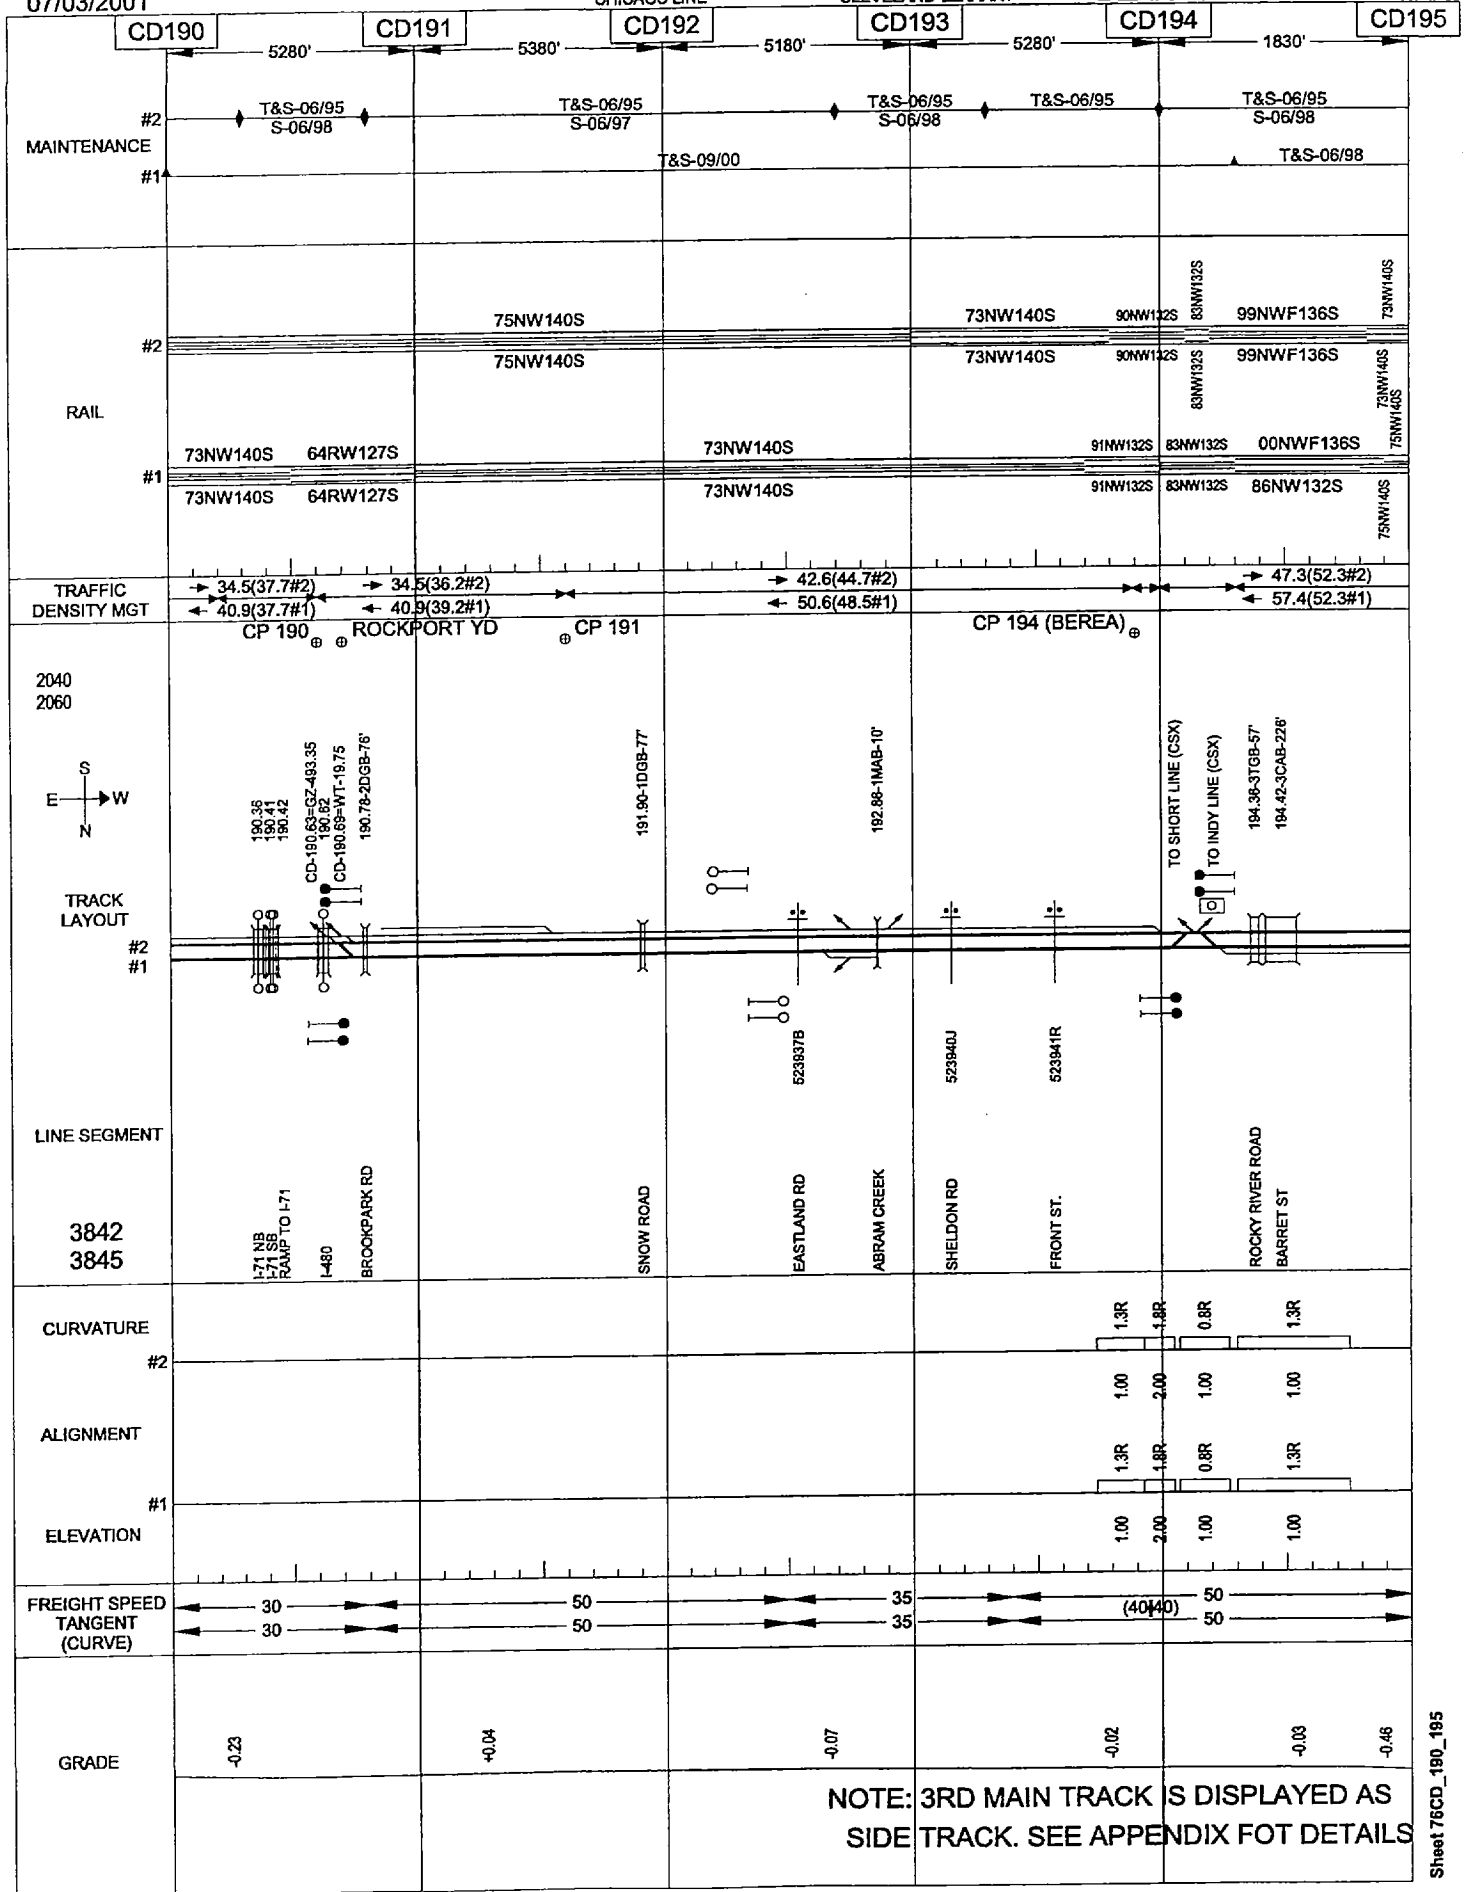 07/03/2001
CHICAGO LINE
CD190
CD191
CD192
CD193
CD194
CD195
5280'
5380'
5180'
5280'
1830'
MAINTENANCE
#2
T&S-06/95
S-06/98
T&S-06/95
S-06/97
T&S-06/95
S-06/98
T&S-06/95
T&S-06/95
S-06/98
#1
T&S-09/00
T&S-06/98
RAIL
#2
75NW140S
73NW140S
90NW132S
83NW132S
99NWF136S
73NW140S
75NW140S
73NW140S
90NW132S
83NW132S
99NWF136S
73NW140S
#1
73NW140S
64RW127S
73NW140S
91NW132S
83NW132S
00NWF136S
75NW140S
73NW140S
64RW127S
73NW140S
91NW132S
83NW132S
86NW132S
75NW140S
TRAFFIC
DENSITY MGT
34.5(37.7#2)
34.5(36.2#2)
42.6(44.7#2)
47.3(52.3#2)
40.9(37.7#1)
40.9(39.2#1)
50.6(48.5#1)
57.4(52.3#1)
CP 190
ROCKPORT YD
CP 191
CP 194 (BEREA)
2040
2060
S
E
W
N
190.36
190.41
190.42
CD-190.63=GZ-493.35
190.62
CD-190.69=WT-19.75
190.78-2DGB-76'
191.90-1DGB-77'
192.86-1MAB-10'
TO SHORT LINE (CSX)
TO INDY LINE (CSX)
194.36-3TGB-57'
194.42-3CAB-226'
TRACK
LAYOUT
#2
#1
523937B
523940J
523941R
LINE SEGMENT
3842
3845
I-71 NB
I-71 SB
RAMP TO I-71
I-480
BROOKPARK RD
SNOW ROAD
EASTLAND RD
ABRAM CREEK
SHELDON RD
FRONT ST.
ROCKY RIVER ROAD
BARRET ST
CURVATURE
#2
1.3R
1.8R
0.8R
1.3R
1.00
2.00
1.00
1.00
ALIGNMENT
#1
1.3R
1.8R
0.8R
1.3R
1.00
2.00
1.00
1.00
ELEVATION
FREIGHT SPEED
TANGENT
(CURVE)
30
50
35
50
(40)
30
50
35
50
GRADE
-0.23
+0.04
-0.07
-0.02
-0.03
-0.46
NOTE: 3RD MAIN TRACK IS DISPLAYED AS
SIDE TRACK. SEE APPENDIX FOT DETAILS
Sheet 76CD_190_195